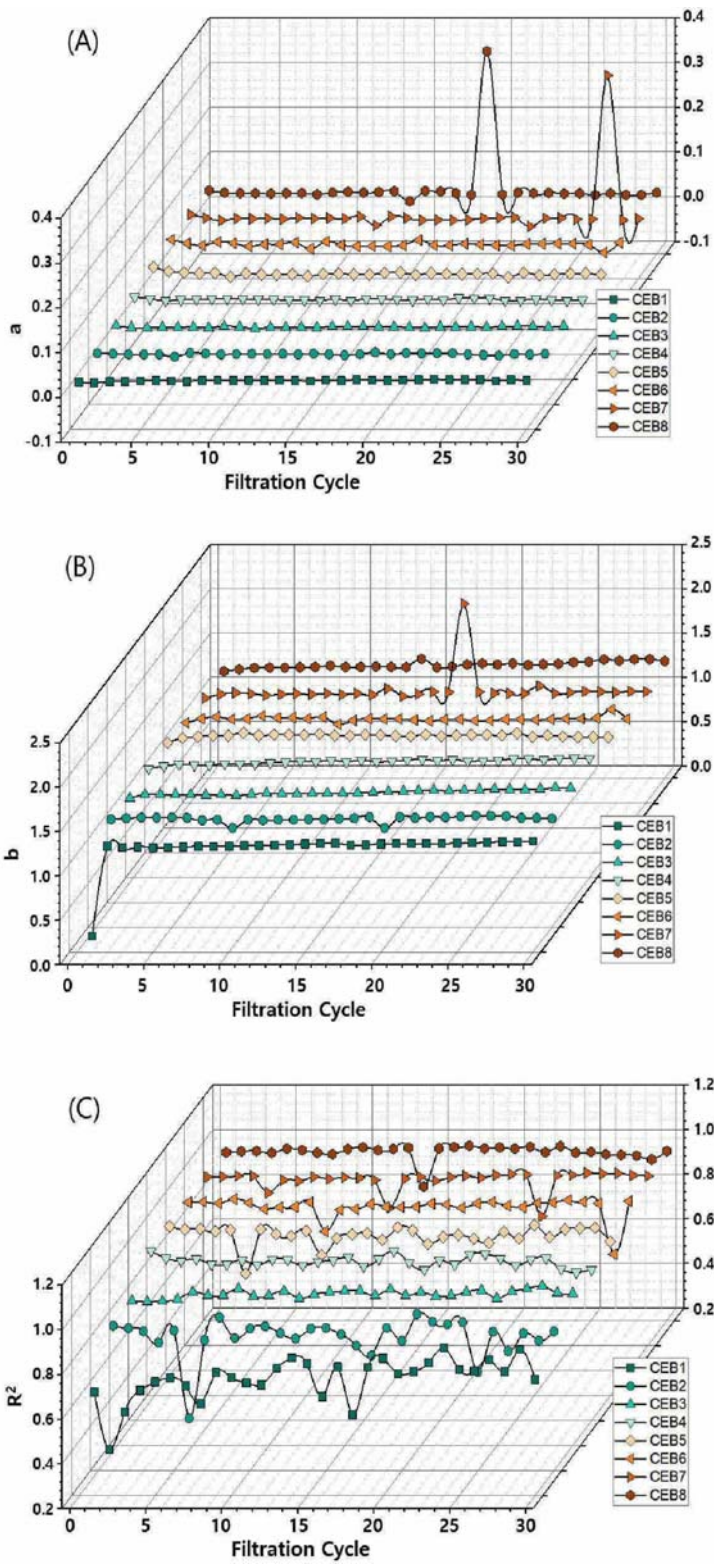 (A)
0.4
0.3
0.2
0.1
0.0
-0.1
0.4
0.3
0.2
0.1
0.0
-0.1
a
0 5 10 15 20 25 30
Filtration Cycle
CEB1
CEB2
CEB3
CEB4
CEB5
CEB6
CEB7
CEB8
(B)
2.5
2.0
1.5
1.0
0.5
0.0
2.5
2.0
1.5
1.0
0.5
0.0
b
0 5 10 15 20 25 30
Filtration Cycle
CEB1
CEB2
CEB3
CEB4
CEB5
CEB6
CEB7
CEB8
(C)
1.2
1.0
0.8
0.6
0.4
0.2
1.2
1.0
0.8
0.6
0.4
0.2
R²
0 5 10 15 20 25 30
Filtration Cycle
CEB1
CEB2
CEB3
CEB4
CEB5
CEB6
CEB7
CEB8